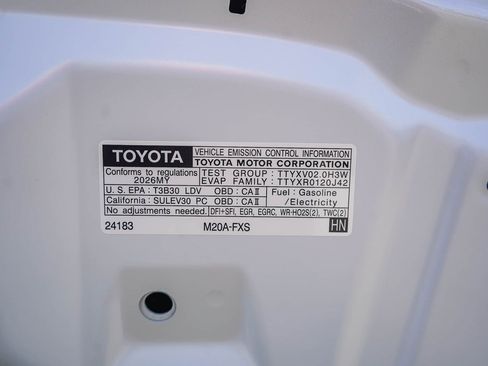 TOYOTA
VEHICLE EMISSION CONTROL INFORMATION
TOYOTA MOTOR CORPORATION
Conforms to regulations
2026MY
TEST GROUP : TTYXV02.0H3W
EVAP FAMILY : TTYXR0120J42
U. S. EPA : T3B30 LDV OBD : CAⅡ
California : SULEV30 PC OBD : CAⅡ
Fuel : Gasoline
/Electricity
No adjustments needed. DFI+SFI, EGR, EGRC, WR-HO2S(2), TWC(2)
24183 M20A-FXS HN